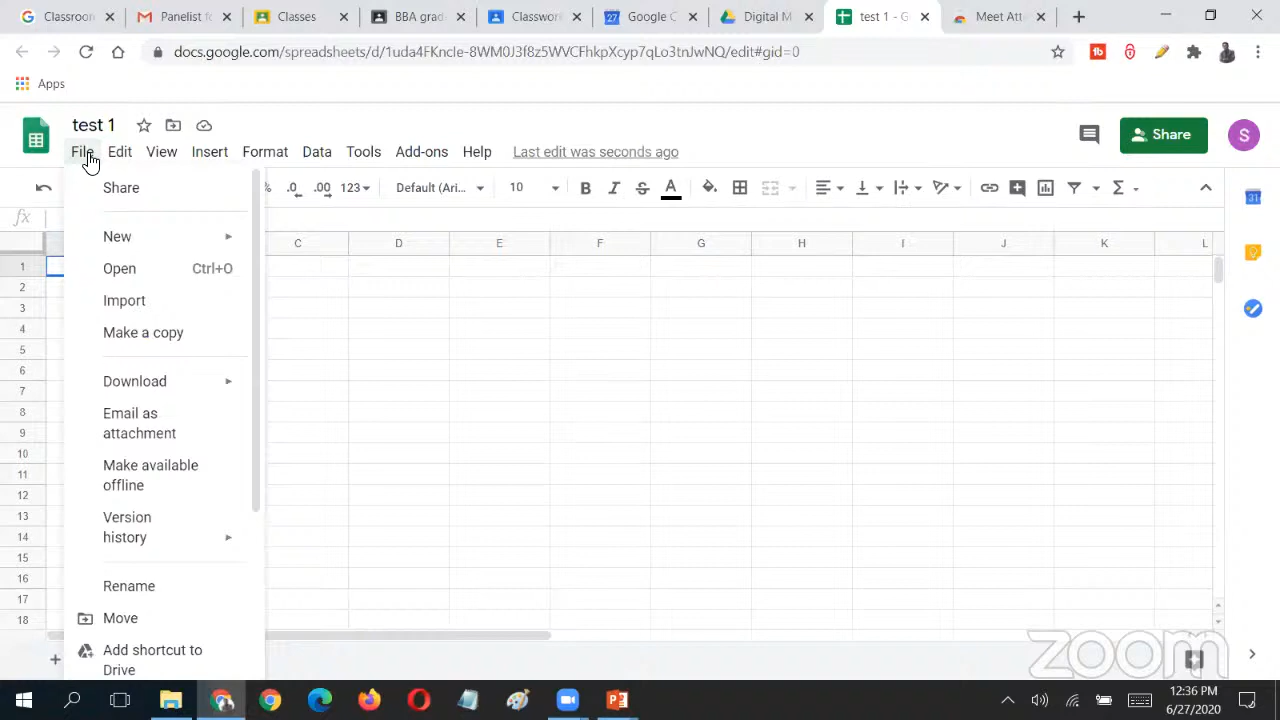 Classroom
Panelist fo
Classes
BBA grad
Classwork
Google C
Digital M
test 1 - G
Meet Att
docs.google.com/spreadsheets/d/1uda4FKncIe-8WM0J3f8z5WVCFhkpXcyp7qLo3tnJwNQ/edit#gid=0
Apps
test 1
Share
S
File Edit View Insert Format Data Tools Add-ons Help Last edit was seconds ago
% .0 .00 123 Default (Ari... 10 B I S A Σ
fx
C D E F G H I J K L
1
2
3
4
5
6
7
8
9
10
11
12
13
14
15
16
17
18
Share
New
Open Ctrl+O
Import
Make a copy
Download
Email as
attachment
Make available
offline
Version
history
Rename
Move
Add shortcut to
Drive
31
zoom
12:36 PM
6/27/2020